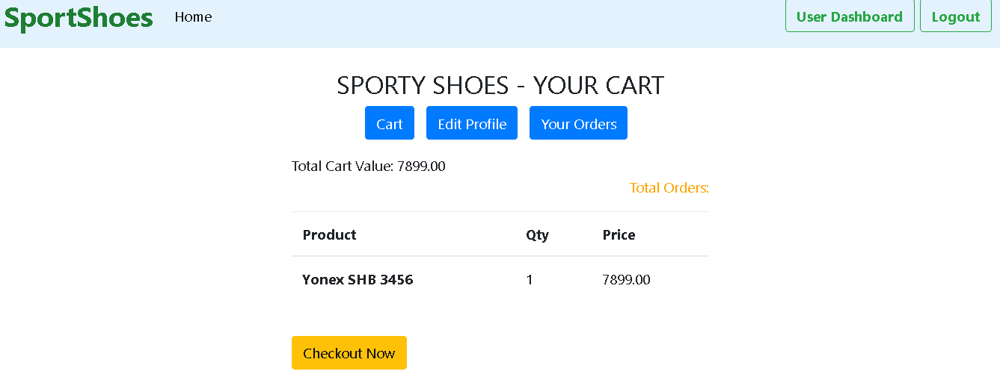 SportShoes Home User Dashboard Logout
SPORTY SHOES - YOUR CART
Cart Edit Profile Your Orders
Total Cart Value: 7899.00
Total Orders:
Product Qty Price
Yonex SHB 3456 1 7899.00
Checkout Now